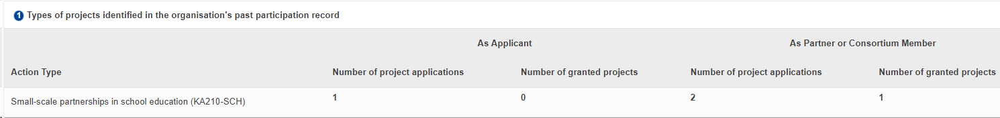 1 Types of projects identified in the organisation's past participation record
As Applicant As Partner or Consortium Member
Action Type Number of project applications Number of granted projects Number of project applications Number of granted projects
Small-scale partnerships in school education (KA210-SCH) 1 0 2 1